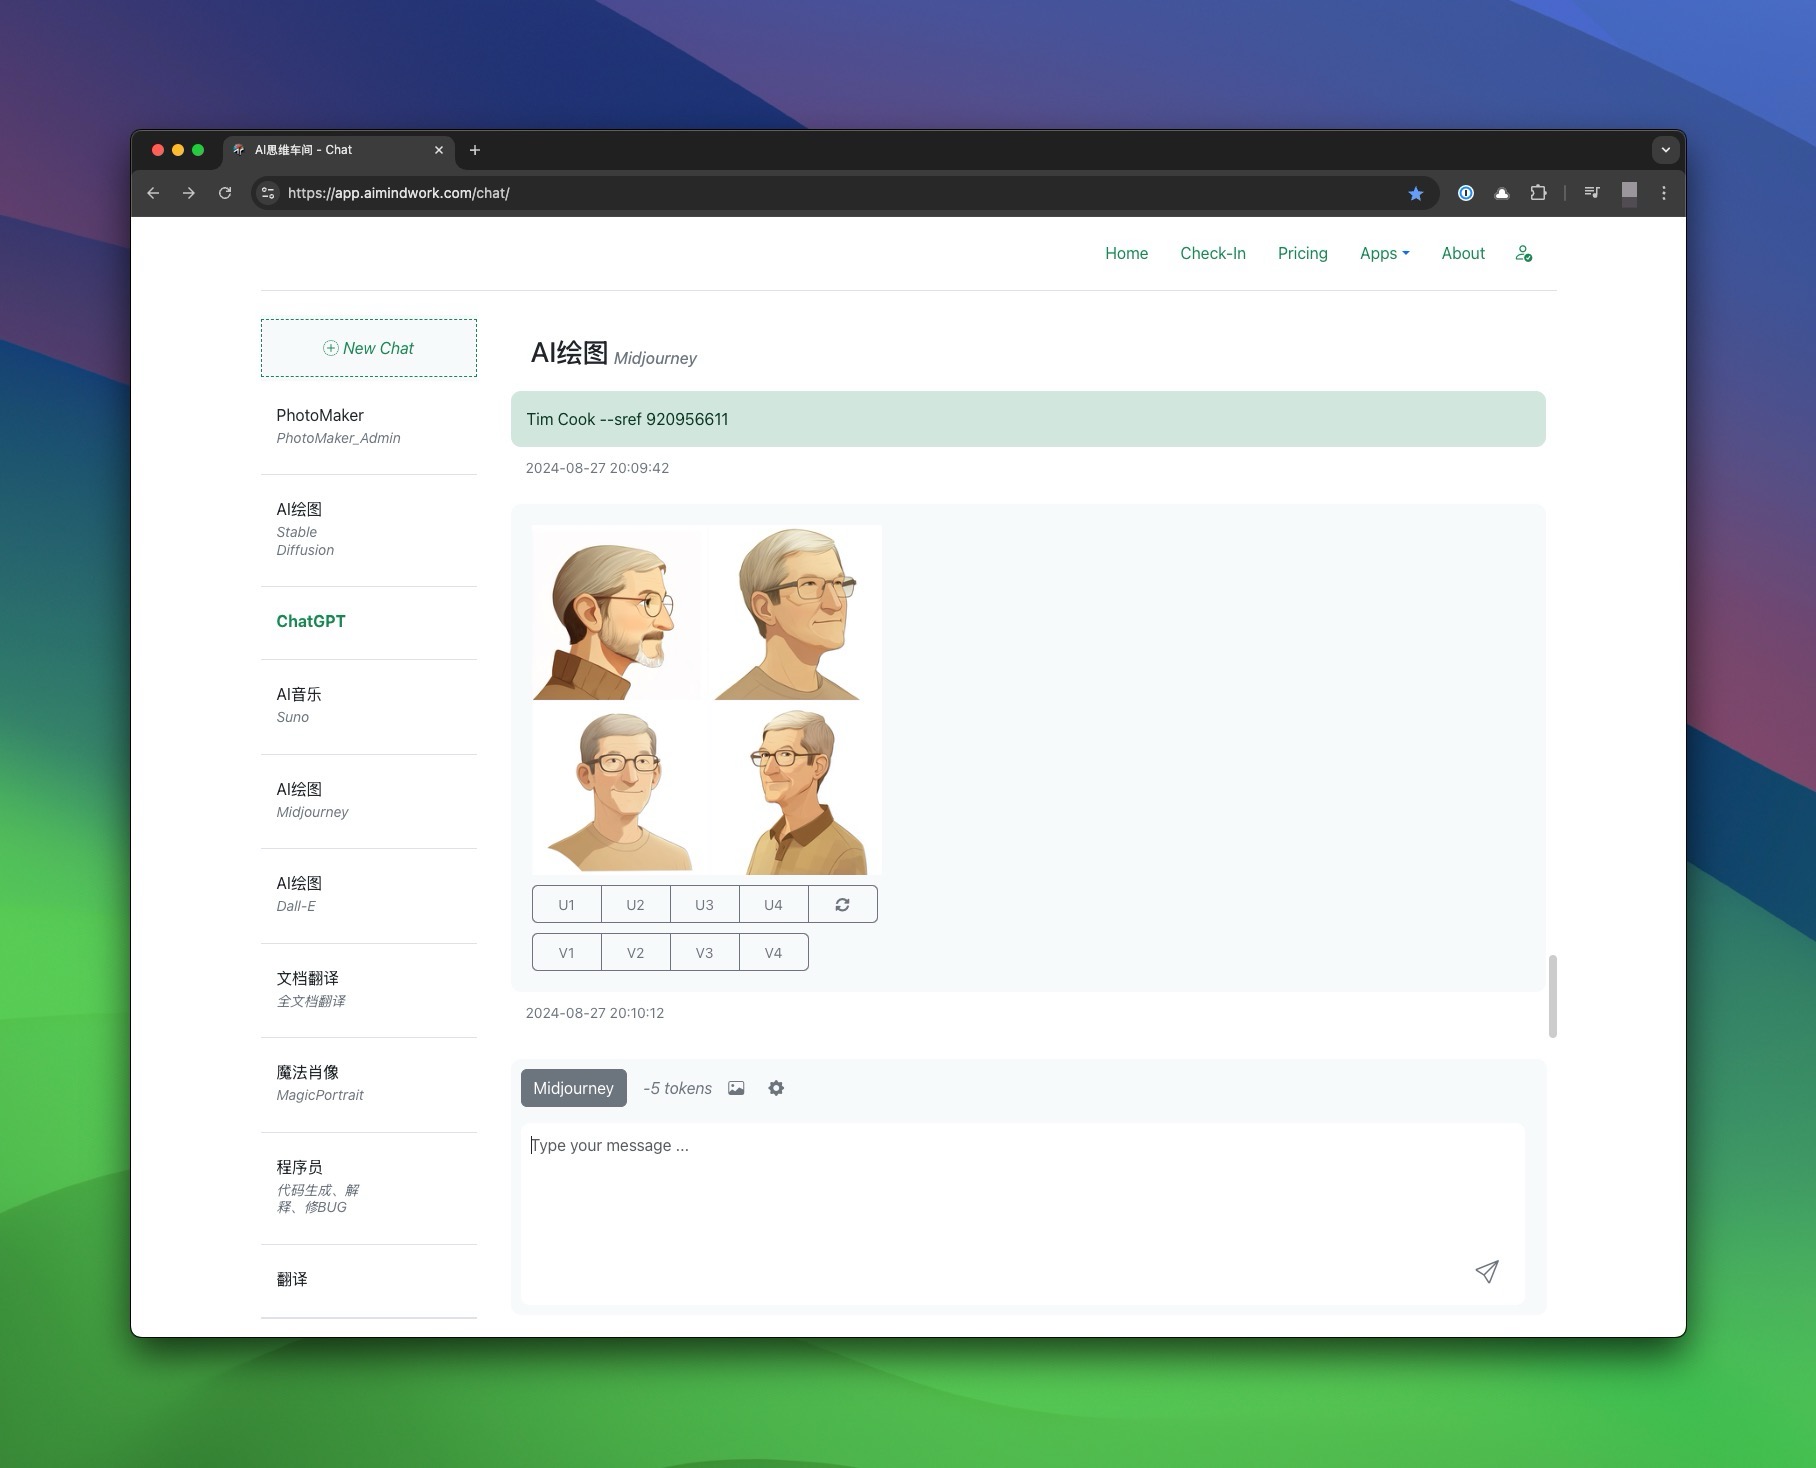 AI思维车间 - Chat
https://app.aimindwork.com/chat/
Home
Check-In
Pricing
Apps
About
New Chat
PhotoMaker
PhotoMaker_Admin
AI绘图
Stable
Diffusion
ChatGPT
AI音乐
Suno
AI绘图
Midjourney
AI绘图
Dall-E
文档翻译
全文档翻译
魔法肖像
MagicPortrait
程序员
代码生成、解
释、修BUG
翻译
AI绘图 Midjourney
Tim Cook --sref 920956611
2024-08-27 20:09:42
U1
U2
U3
U4
V1
V2
V3
V4
2024-08-27 20:10:12
Midjourney
-5 tokens
Type your message ...